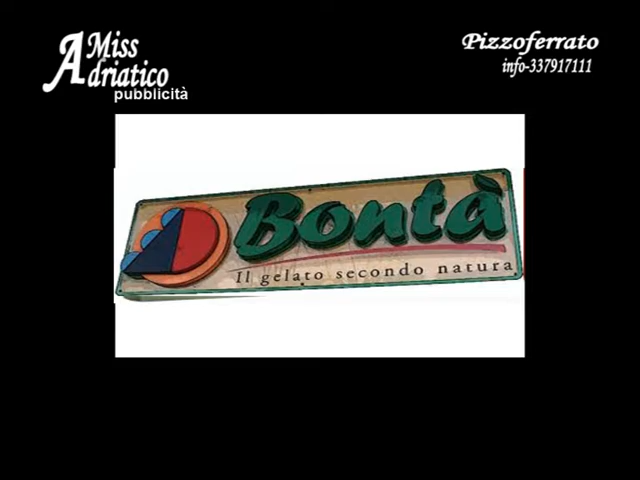 Miss
Adriatico
pubblicità
Pizzoferrato
info-337917111
Bontà
Il gelato secondo natura